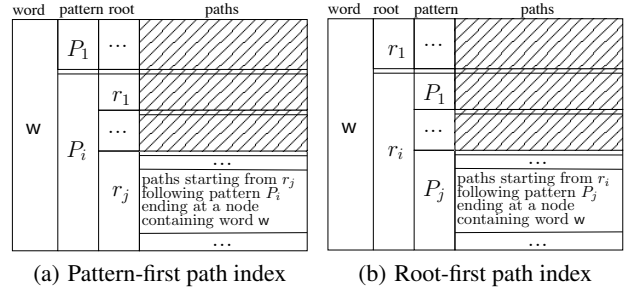 word pattern root paths
P₁ ...
w
Pᵢ r₁
...
rⱼ ...
paths starting from rⱼ
following pattern Pᵢ
ending at a node
containing word w
...
(a) Pattern-first path index
word root pattern paths
r₁ ...
w
rᵢ P₁
...
Pⱼ ...
paths starting from rᵢ
following pattern Pⱼ
ending at a node
containing word w
...
(b) Root-first path index